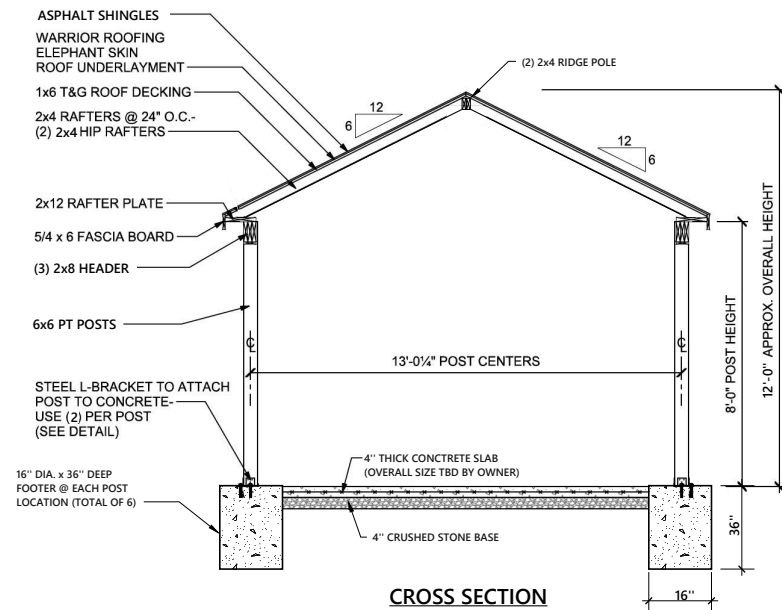 ASPHALT SHINGLES
WARRIOR ROOFING
ELEPHANT SKIN
ROOF UNDERLAYMENT
1x6 T&G ROOF DECKING
2x4 RAFTERS @ 24" O.C.-
(2) 2x4 HIP RAFTERS
2x12 RAFTER PLATE
5/4 x 6 FASCIA BOARD
(3) 2x8 HEADER
6x6 PT POSTS
STEEL L-BRACKET TO ATTACH
POST TO CONCRETE-
USE (2) PER POST
(SEE DETAIL)
16" DIA. x 36" DEEP
FOOTER @ EACH POST
LOCATION (TOTAL OF 6)
(2) 2x4 RIDGE POLE
12
6
12
6
℄
13'-0¼" POST CENTERS
℄
8'-0" POST HEIGHT
12'-0" APPROX. OVERALL HEIGHT
4" THICK CONCRETE SLAB
(OVERALL SIZE TBD BY OWNER)
4" CRUSHED STONE BASE
36"
16"
CROSS SECTION